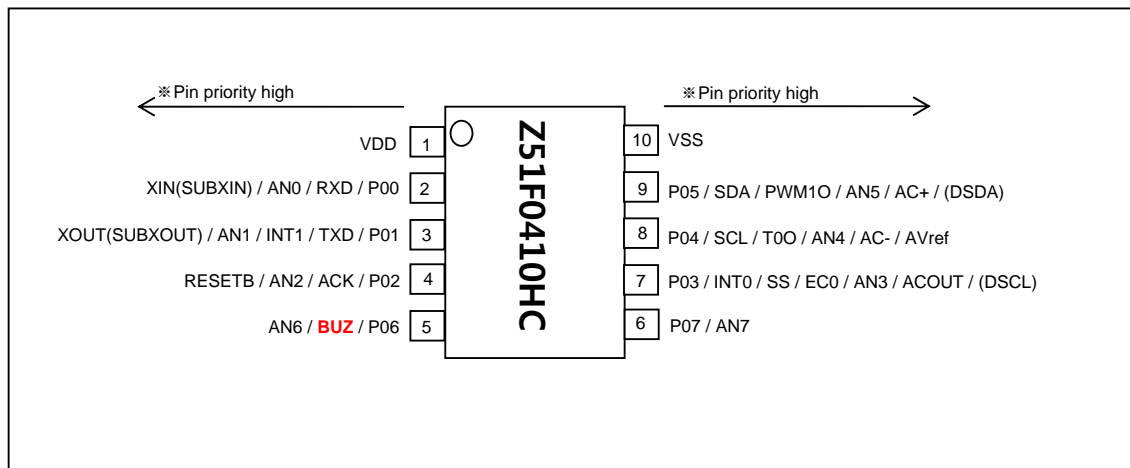 ※Pin priority high
※Pin priority high
VDD 1
10 VSS
XIN(SUBXIN) / AN0 / RXD / P00 2
9 P05 / SDA / PWM1O / AN5 / AC+ / (DSDA)
XOUT(SUBXOUT) / AN1 / INT1 / TXD / P01 3
8 P04 / SCL / T0O / AN4 / AC- / AVref
RESETB / AN2 / ACK / P02 4
7 P03 / INT0 / SS / EC0 / AN3 / ACOUT / (DSCL)
AN6 / BUZ / P06 5
6 P07 / AN7
Z51F0410HC